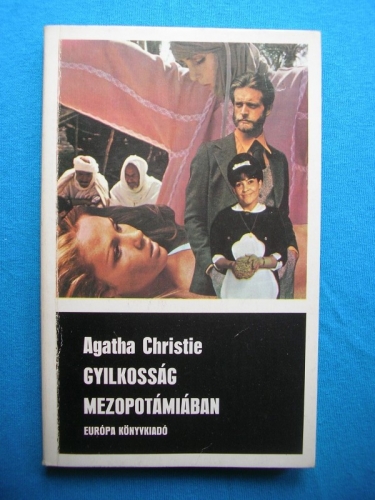 Agatha Christie
GYILKOSSÁG
MEZOPOTÁMIÁBAN
EURÓPA KÖNYVKIADÓ